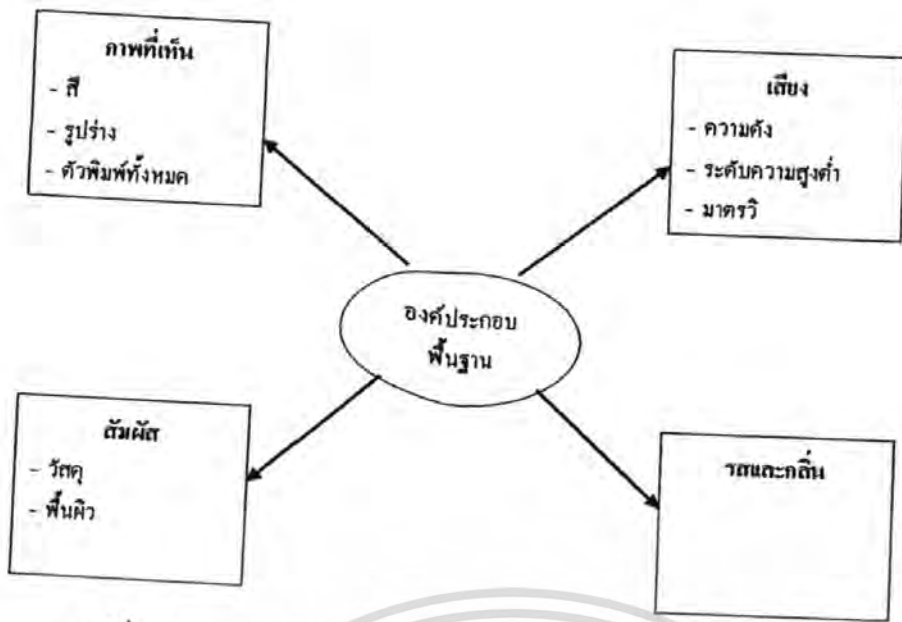 ภาพที่เห็น
- สี
- รูปร่าง
- ตัวพิมพ์ทั้งหมด
เสียง
- ความดัง
- ระดับความสูงต่ำ
- มาตรวิ
องค์ประกอบ
พื้นฐาน
สัมผัส
- วัสดุ
- พื้นผิว
รสและกลิ่น